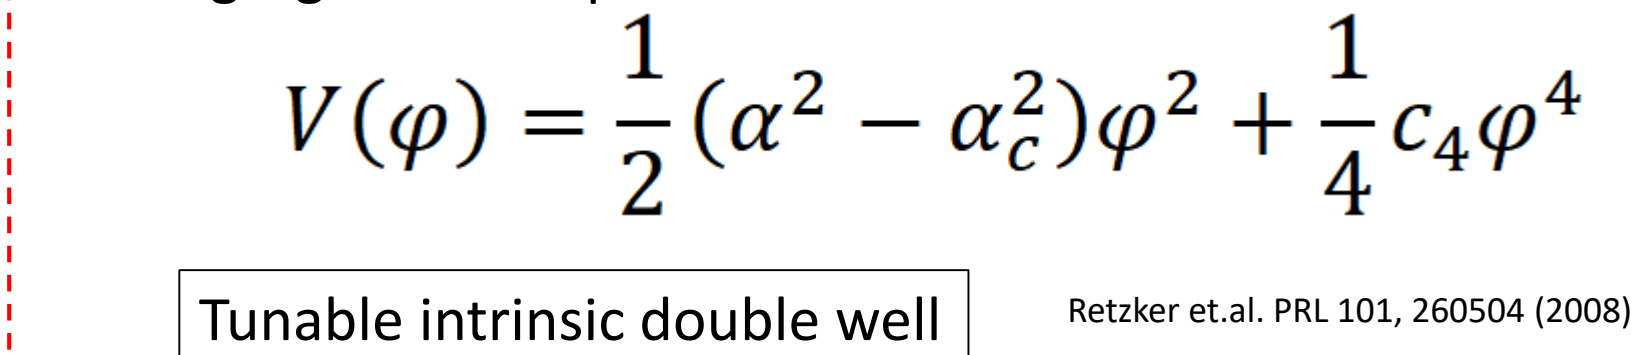 V(φ) = 1/2 (α² − α_c²)φ² + 1/4 c₄φ⁴
Tunable intrinsic double well
Retzker et.al. PRL 101, 260504 (2008)